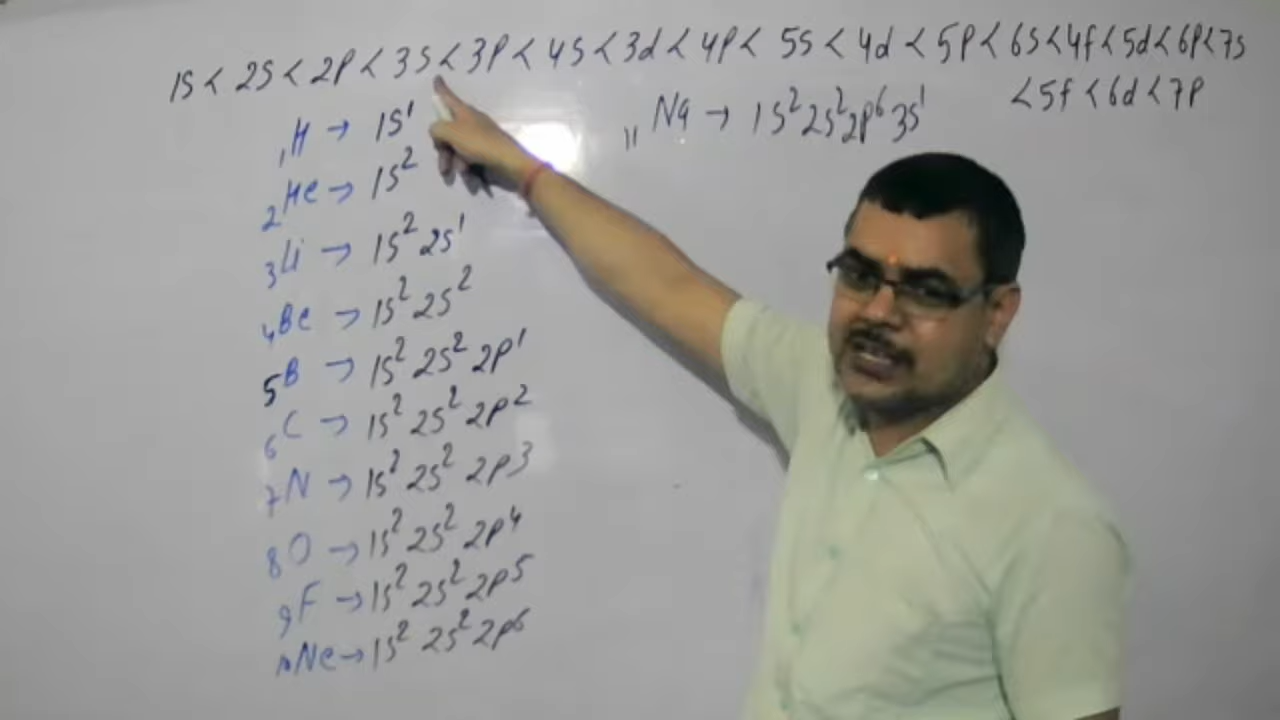 1s < 2s < 2p < 3s < 3p < 4s < 3d < 4p < 5s < 4d < 5p < 6s < 4f < 5d < 6p < 7s
< 5f < 6d < 7p
₁H → 1s¹
₂He → 1s²
₃Li → 1s² 2s¹
₄Be → 1s² 2s²
₅B → 1s² 2s² 2p¹
₆C → 1s² 2s² 2p²
₇N → 1s² 2s² 2p³
₈O → 1s² 2s² 2p⁴
₉F → 1s² 2s² 2p⁵
₁₀Ne → 1s² 2s² 2p⁶
₁₁Na → 1s² 2s² 2p⁶ 3s¹